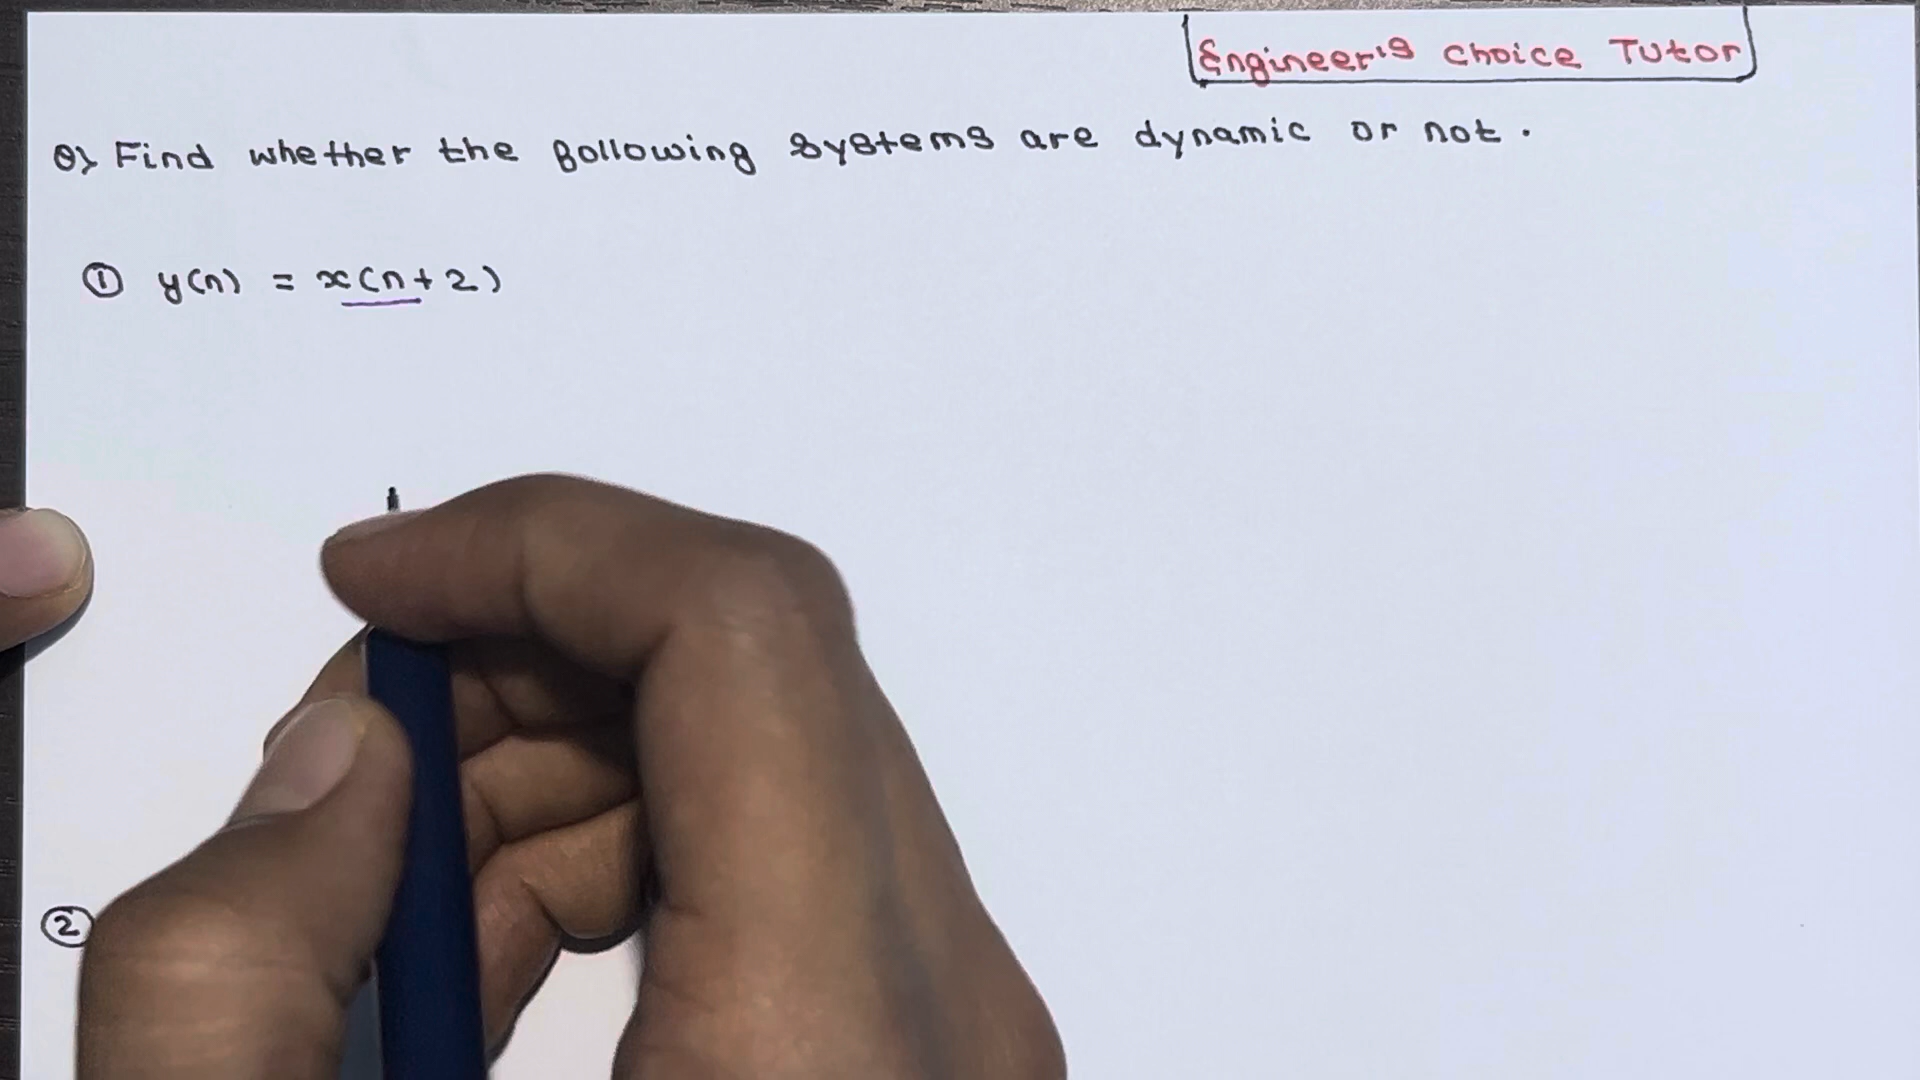 Engineer's Choice Tutor
Q) Find whether the following systems are dynamic or not.
① y(n) = x(n+2)
②